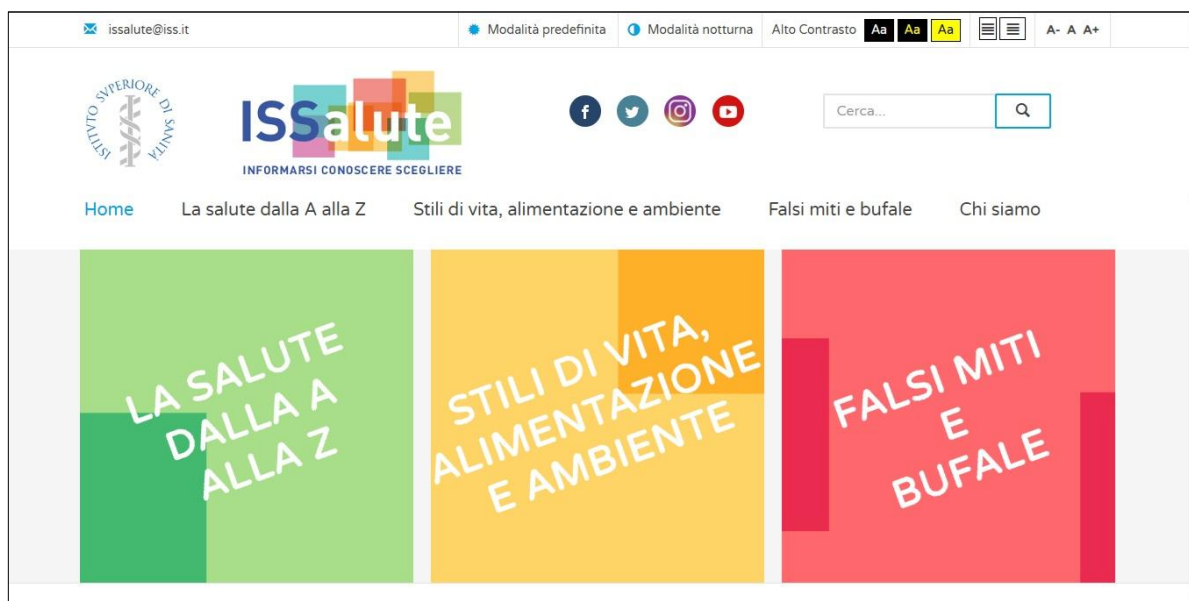 issalute@iss.it
Modalità predefinita
Modalità notturna
Alto Contrasto Aa Aa Aa
A- A A+
ISTITVTO SVPERIORE DI SANITÀ
ISSalute
INFORMARSI CONOSCERE SCEGLIERE
Cerca...
Home
La salute dalla A alla Z
Stili di vita, alimentazione e ambiente
Falsi miti e bufale
Chi siamo
LA SALUTE
DALLA A
ALLA Z
STILI DI VITA,
ALIMENTAZIONE
E AMBIENTE
FALSI MITI
E
BUFALE